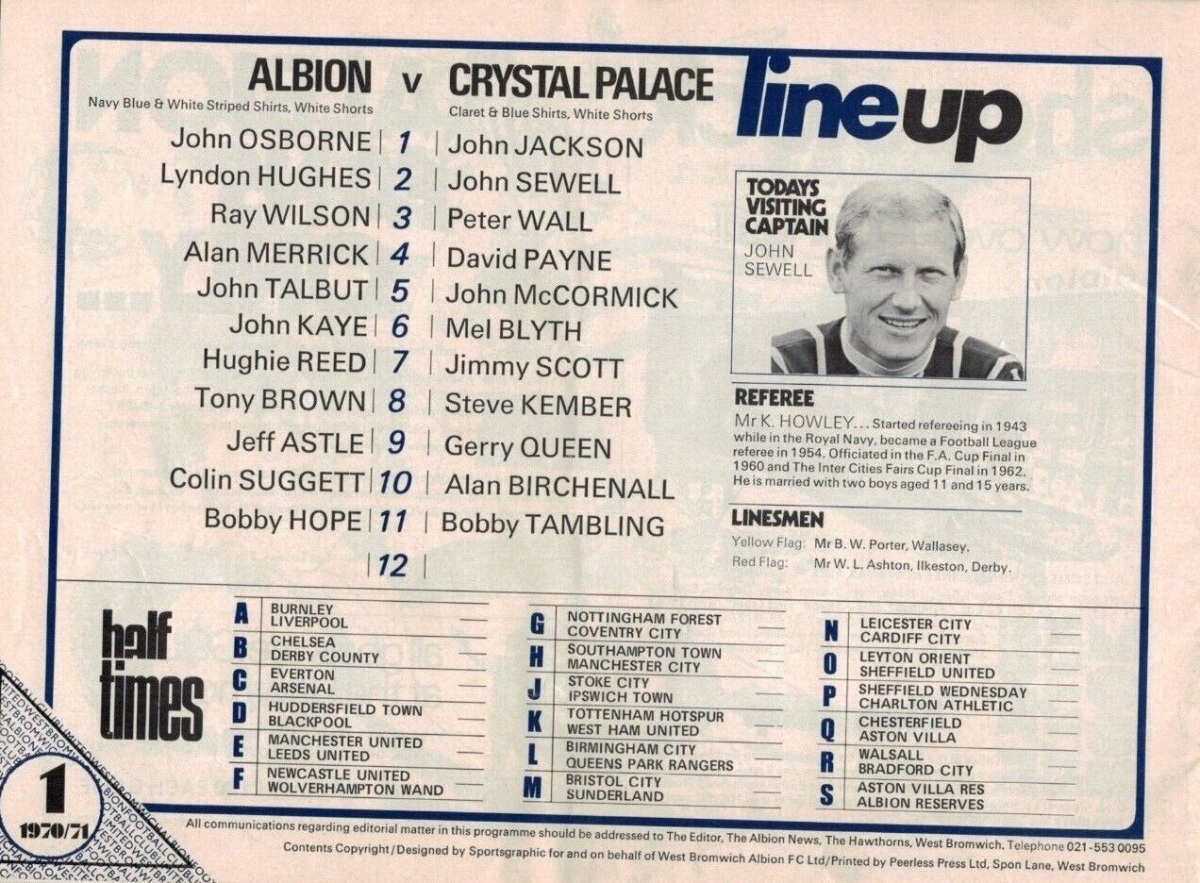 ALBION v CRYSTAL PALACE
Navy Blue & White Striped Shirts, White Shorts
Claret & Blue Shirts, White Shorts
John OSBORNE 1 John JACKSON
Lyndon HUGHES 2 John SEWELL
Ray WILSON 3 Peter WALL
Alan MERRICK 4 David PAYNE
John TALBUT 5 John McCORMICK
John KAYE 6 Mel BLYTH
Hughie REED 7 Jimmy SCOTT
Tony BROWN 8 Steve KEMBER
Jeff ASTLE 9 Gerry QUEEN
Colin SUGGETT 10 Alan BIRCHENALL
Bobby HOPE 11 Bobby TAMBLING
12
line up
TODAYS
VISITING
CAPTAIN
JOHN
SEWELL
REFEREE
Mr K. HOWLEY... Started refereeing in 1943
while in the Royal Navy, became a Football League
referee in 1954. Officiated in the F.A. Cup Final in
1960 and The Inter Cities Fairs Cup Final in 1962.
He is married with two boys aged 11 and 15 years.
LINESMEN
Yellow Flag: Mr B. W. Porter, Wallasey.
Red Flag: Mr W. L. Ashton, Ilkeston, Derby.
half
times
A BURNLEY
LIVERPOOL
B CHELSEA
DERBY COUNTY
C EVERTON
ARSENAL
D HUDDERSFIELD TOWN
BLACKPOOL
E MANCHESTER UNITED
LEEDS UNITED
F NEWCASTLE UNITED
WOLVERHAMPTON WAND
G NOTTINGHAM FOREST
COVENTRY CITY
H SOUTHAMPTON TOWN
MANCHESTER CITY
J STOKE CITY
IPSWICH TOWN
K TOTTENHAM HOTSPUR
WEST HAM UNITED
L BIRMINGHAM CITY
QUEENS PARK RANGERS
M BRISTOL CITY
SUNDERLAND
N LEICESTER CITY
CARDIFF CITY
O LEYTON ORIENT
SHEFFIELD UNITED
P SHEFFIELD WEDNESDAY
CHARLTON ATHLETIC
Q CHESTERFIELD
ASTON VILLA
R WALSALL
BRADFORD CITY
S ASTON VILLA RES
ALBION RESERVES
1
1970/71
All communications regarding editorial matter in this programme should be addressed to The Editor, The Albion News, The Hawthorns, West Bromwich. Telephone 021-553 0095
Contents Copyright/Designed by Sportsgraphic for and on behalf of West Bromwich Albion FC Ltd/Printed by Peerless Press Ltd, Spon Lane, West Bromwich